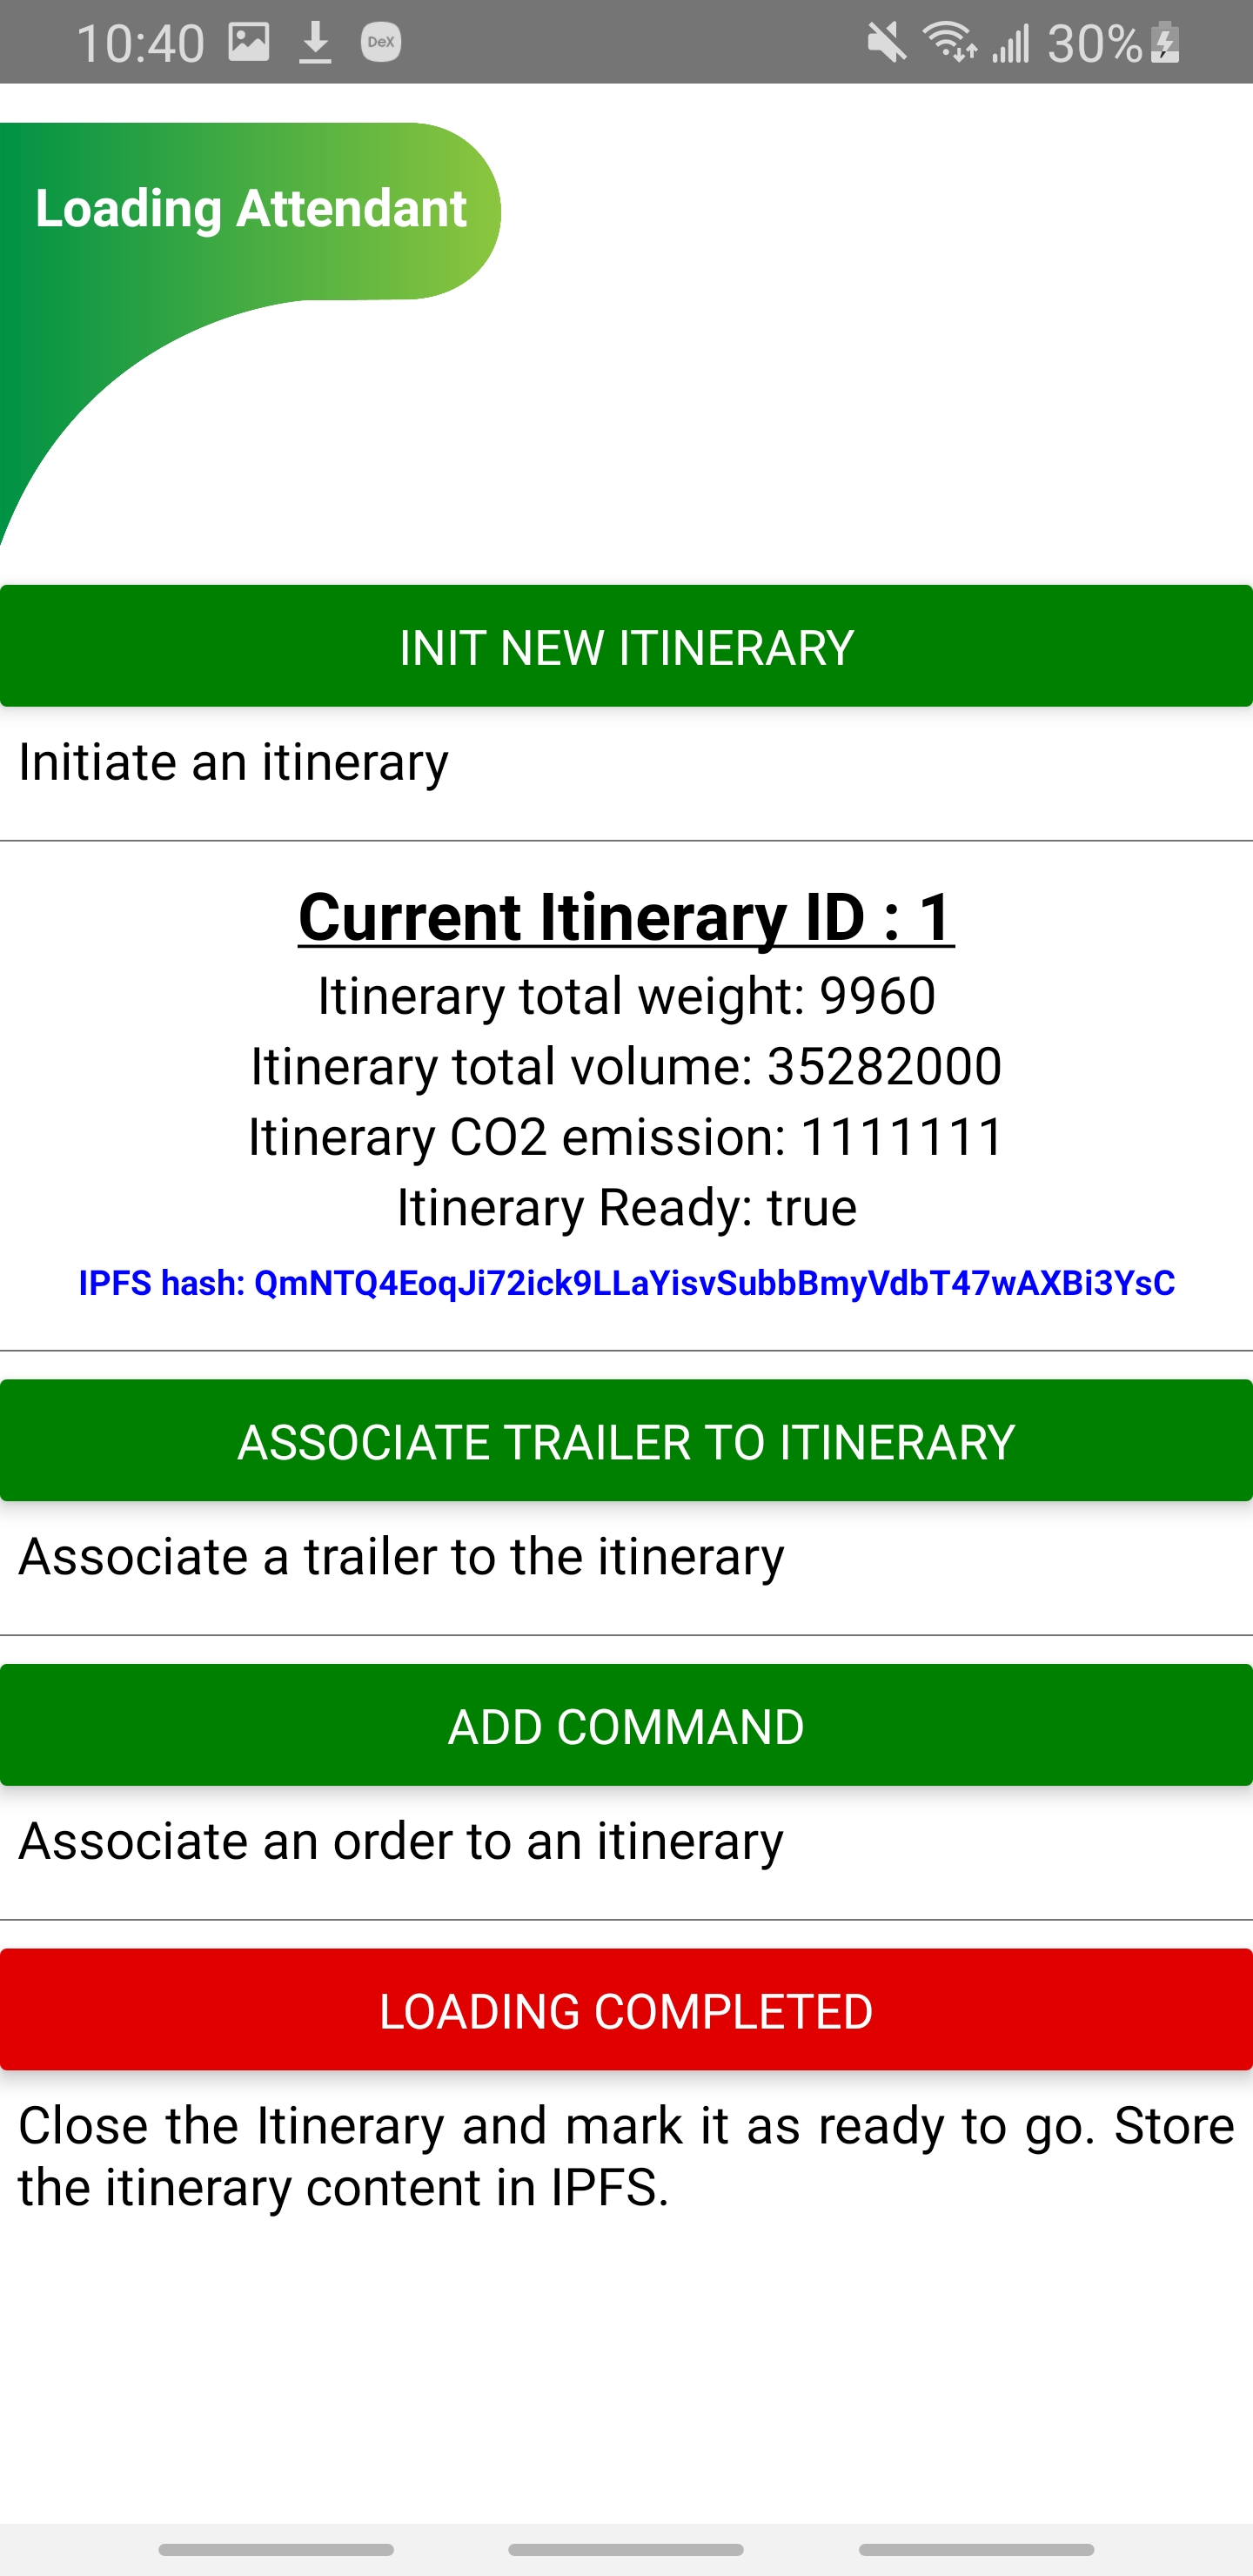 10:40 DeX 30%
Loading Attendant
INIT NEW ITINERARY
Initiate an itinerary
Current Itinerary ID : 1
Itinerary total weight: 9960
Itinerary total volume: 35282000
Itinerary CO2 emission: 1111111
Itinerary Ready: true
IPFS hash: QmNTQ4EoqJi72ick9LLaYisvSubbBmyVdbT47wAXBi3YsC
ASSOCIATE TRAILER TO ITINERARY
Associate a trailer to the itinerary
ADD COMMAND
Associate an order to an itinerary
LOADING COMPLETED
Close the Itinerary and mark it as ready to go. Store
the itinerary content in IPFS.